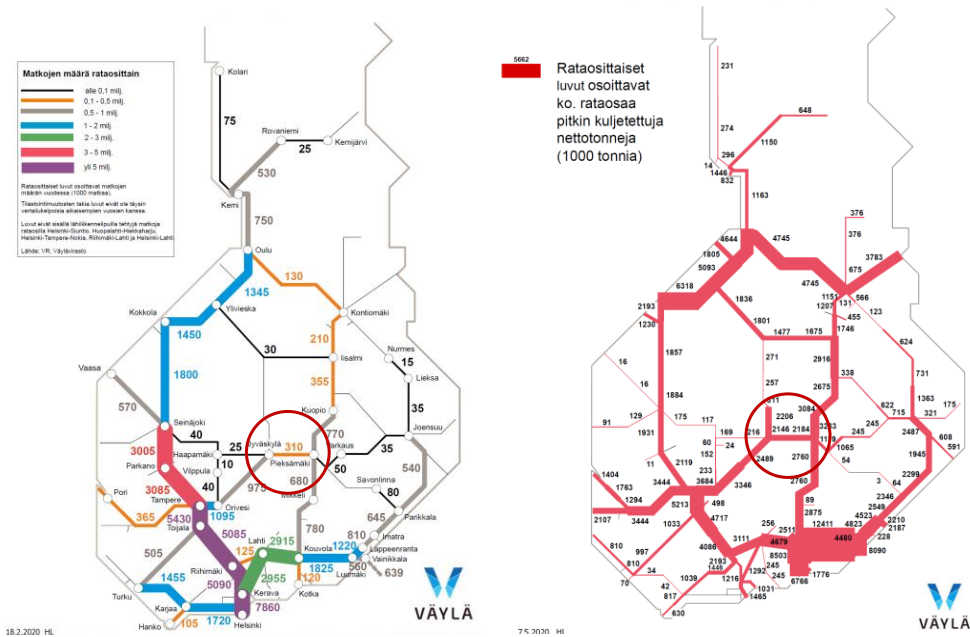 Matkojen määrä rataosittain
alle 0,1 milj.
0,1 - 0,5 milj.
0,5 - 1 milj.
1 - 2 milj.
2 - 3 milj.
3 - 5 milj.
yli 5 milj.
Rataosittaiset luvut osoittavat matkojen
määrän vuodessa (1000 matkaa).
Tilastointimuutosten takia luvut eivät ole täysin
vertailukelpoisia aikaisempien vuosien kanssa.
Luvut eivät sisällä lähiliikennelipuilla tehtyjä matkoja
rataosilla Helsinki-Siuntio, Huopalahti-Hiekkaharju,
Helsinki-Tampere-Nokia, Riihimäki-Lahti ja Helsinki-Lahti.
Lähde: VR, Väylävirasto
Kolari
75
Rovaniemi
25
Kemijärvi
530
Kemi
750
Oulu
130
1345
Ylivieska
Kontiomäki
Kokkola
1450
210
30
Iisalmi
Nurmes
15
Lieksa
Vaasa
1800
355
570
Kuopio
35
Seinäjoki
40
Jyväskylä
310
770
Joensuu
3005
Haapamäki
25
Pieksämäki
Varkaus
35
50
Parkano
Vilppula
10
975
680
Savonlinna
540
3085
40
Mikkeli
80
Pori
Tampere
Orivesi
Parikkala
365
1095
645
5430
Toijala
780
5085
Lahti
2915
Kouvola
1220
810
Imatra
Lappeenranta
505
125
1825
Vainikkala
560
639
Riihimäki
Luumäki
1455
5090
2955
120
Turku
Kerava
Kotka
Karjaa
7860
1720
Hanko
105
Helsinki
VÄYLÄ
18.2.2020 HL
5662
Rataosittaiset
luvut osoittavat
ko. rataosaa
pitkin kuljetettuja
nettotonneja
(1000 tonnia)
231
648
274
1150
296
14
1446
832
1163
376
4644
4745
376
1805
3783
5093
675
6318
4745
566
1836
1151
131
2193
1207
123
1230
1801
455
1477
1675
1746
624
1857
271
2916
16
338
731
257
2675
16
1884
622
1363
129
175
311
3084
715
321
91
117
2206
175
1931
169
216
2146
2184
245
2487
608
60
24
245
591
152
2489
1065
1945
11
2119
2760
54
1404
233
2299
1763
3444
3684
3346
2760
3
64
1294
2346
498
89
2549
2107
5213
2875
4523
2210
3444
1033
4717
256
2511
12411
4823
2187
3111
228
810
997
4086
4679
4480
8090
2193
8503
34
1446
1292
245
1776
810
1039
245
6766
70
42
1216
1031
817
1465
630
VÄYLÄ
7.5.2020 HL